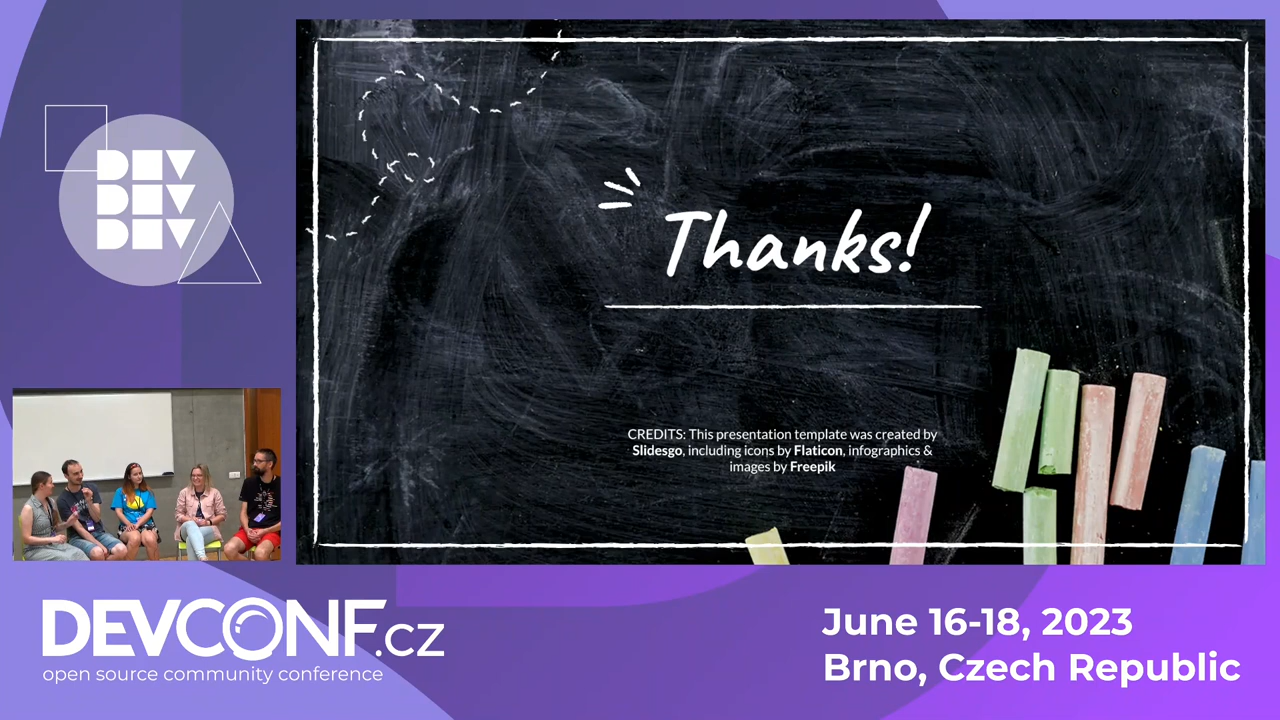 DEV
DEV
DEV
Thanks!
CREDITS: This presentation template was created by
Slidesgo, including icons by Flaticon, infographics &
images by Freepik
DEVCONF.CZ
open source community conference
June 16-18, 2023
Brno, Czech Republic